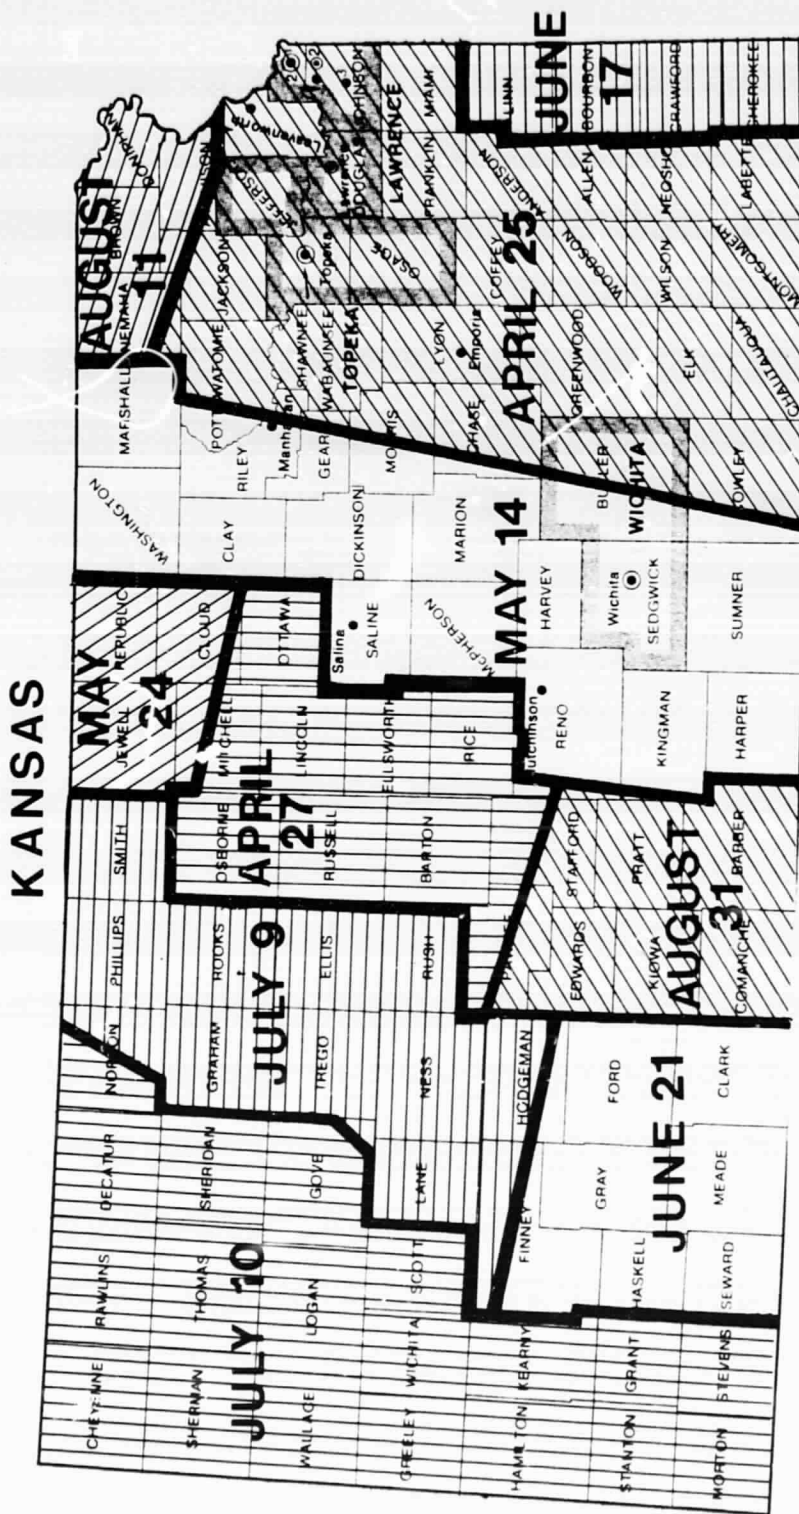 KANSAS
CHEYENNE
RAWLINS
DECATUR
NORTON
PHILLIPS
SMITH
JEWELL
REPUBLIC
WASHINGTON
MARSHALL
NEMAHA
BROWN
DONIPHAN
MAY
24
AUGUST
11
SHERMAN
THOMAS
SHERIDAN
GRAHAM
ROOKS
OSBORNE
MITCHELL
CLOUD
CLAY
RILEY
POTTAWATOMIE
JACKSON
JEFFERSON
Leavenworth
JULY 10
JULY 9
APRIL
27
WALLACE
LOGAN
GOVE
TREGO
ELLIS
RUSSELL
LINCOLN
OTTAWA
Salina
SALINE
DICKINSON
GEARY
Manhattan
WABAUNSEE
SHAWNEE
Topeka
TOPEKA
Lawrence
DOUGLAS
JOHNSON
LAWRENCE
GREELEY
WICHITA
SCOTT
LANE
NESS
RUSH
BARTON
ELLSWORTH
RICE
McPHERSON
MARION
MORRIS
CHASE
LYON
Emporia
OSAGE
COFFEY
FRANKLIN
MIAMI
ANDERSON
LINN
HAMILTON
KEARNY
FINNEY
HODGEMAN
PAWNEE
STAFFORD
EDWARDS
Hutchinson
RENO
HARVEY
MAY 14
APRIL 25
JUNE
17
BUTLER
GREENWOOD
WOODSON
ALLEN
BOURBON
STANTON
GRANT
HASKELL
GRAY
FORD
KIOWA
PRATT
KINGMAN
Wichita
SEDGWICK
WICHITA
ELK
WILSON
NEOSHO
CRAWFORD
JUNE 21
AUGUST
31
MORTON
STEVENS
SEWARD
MEADE
CLARK
COMANCHE
BARBER
HARPER
SUMNER
COWLEY
CHAUTAUQUA
MONTGOMERY
LABETTE
CHEROKEE